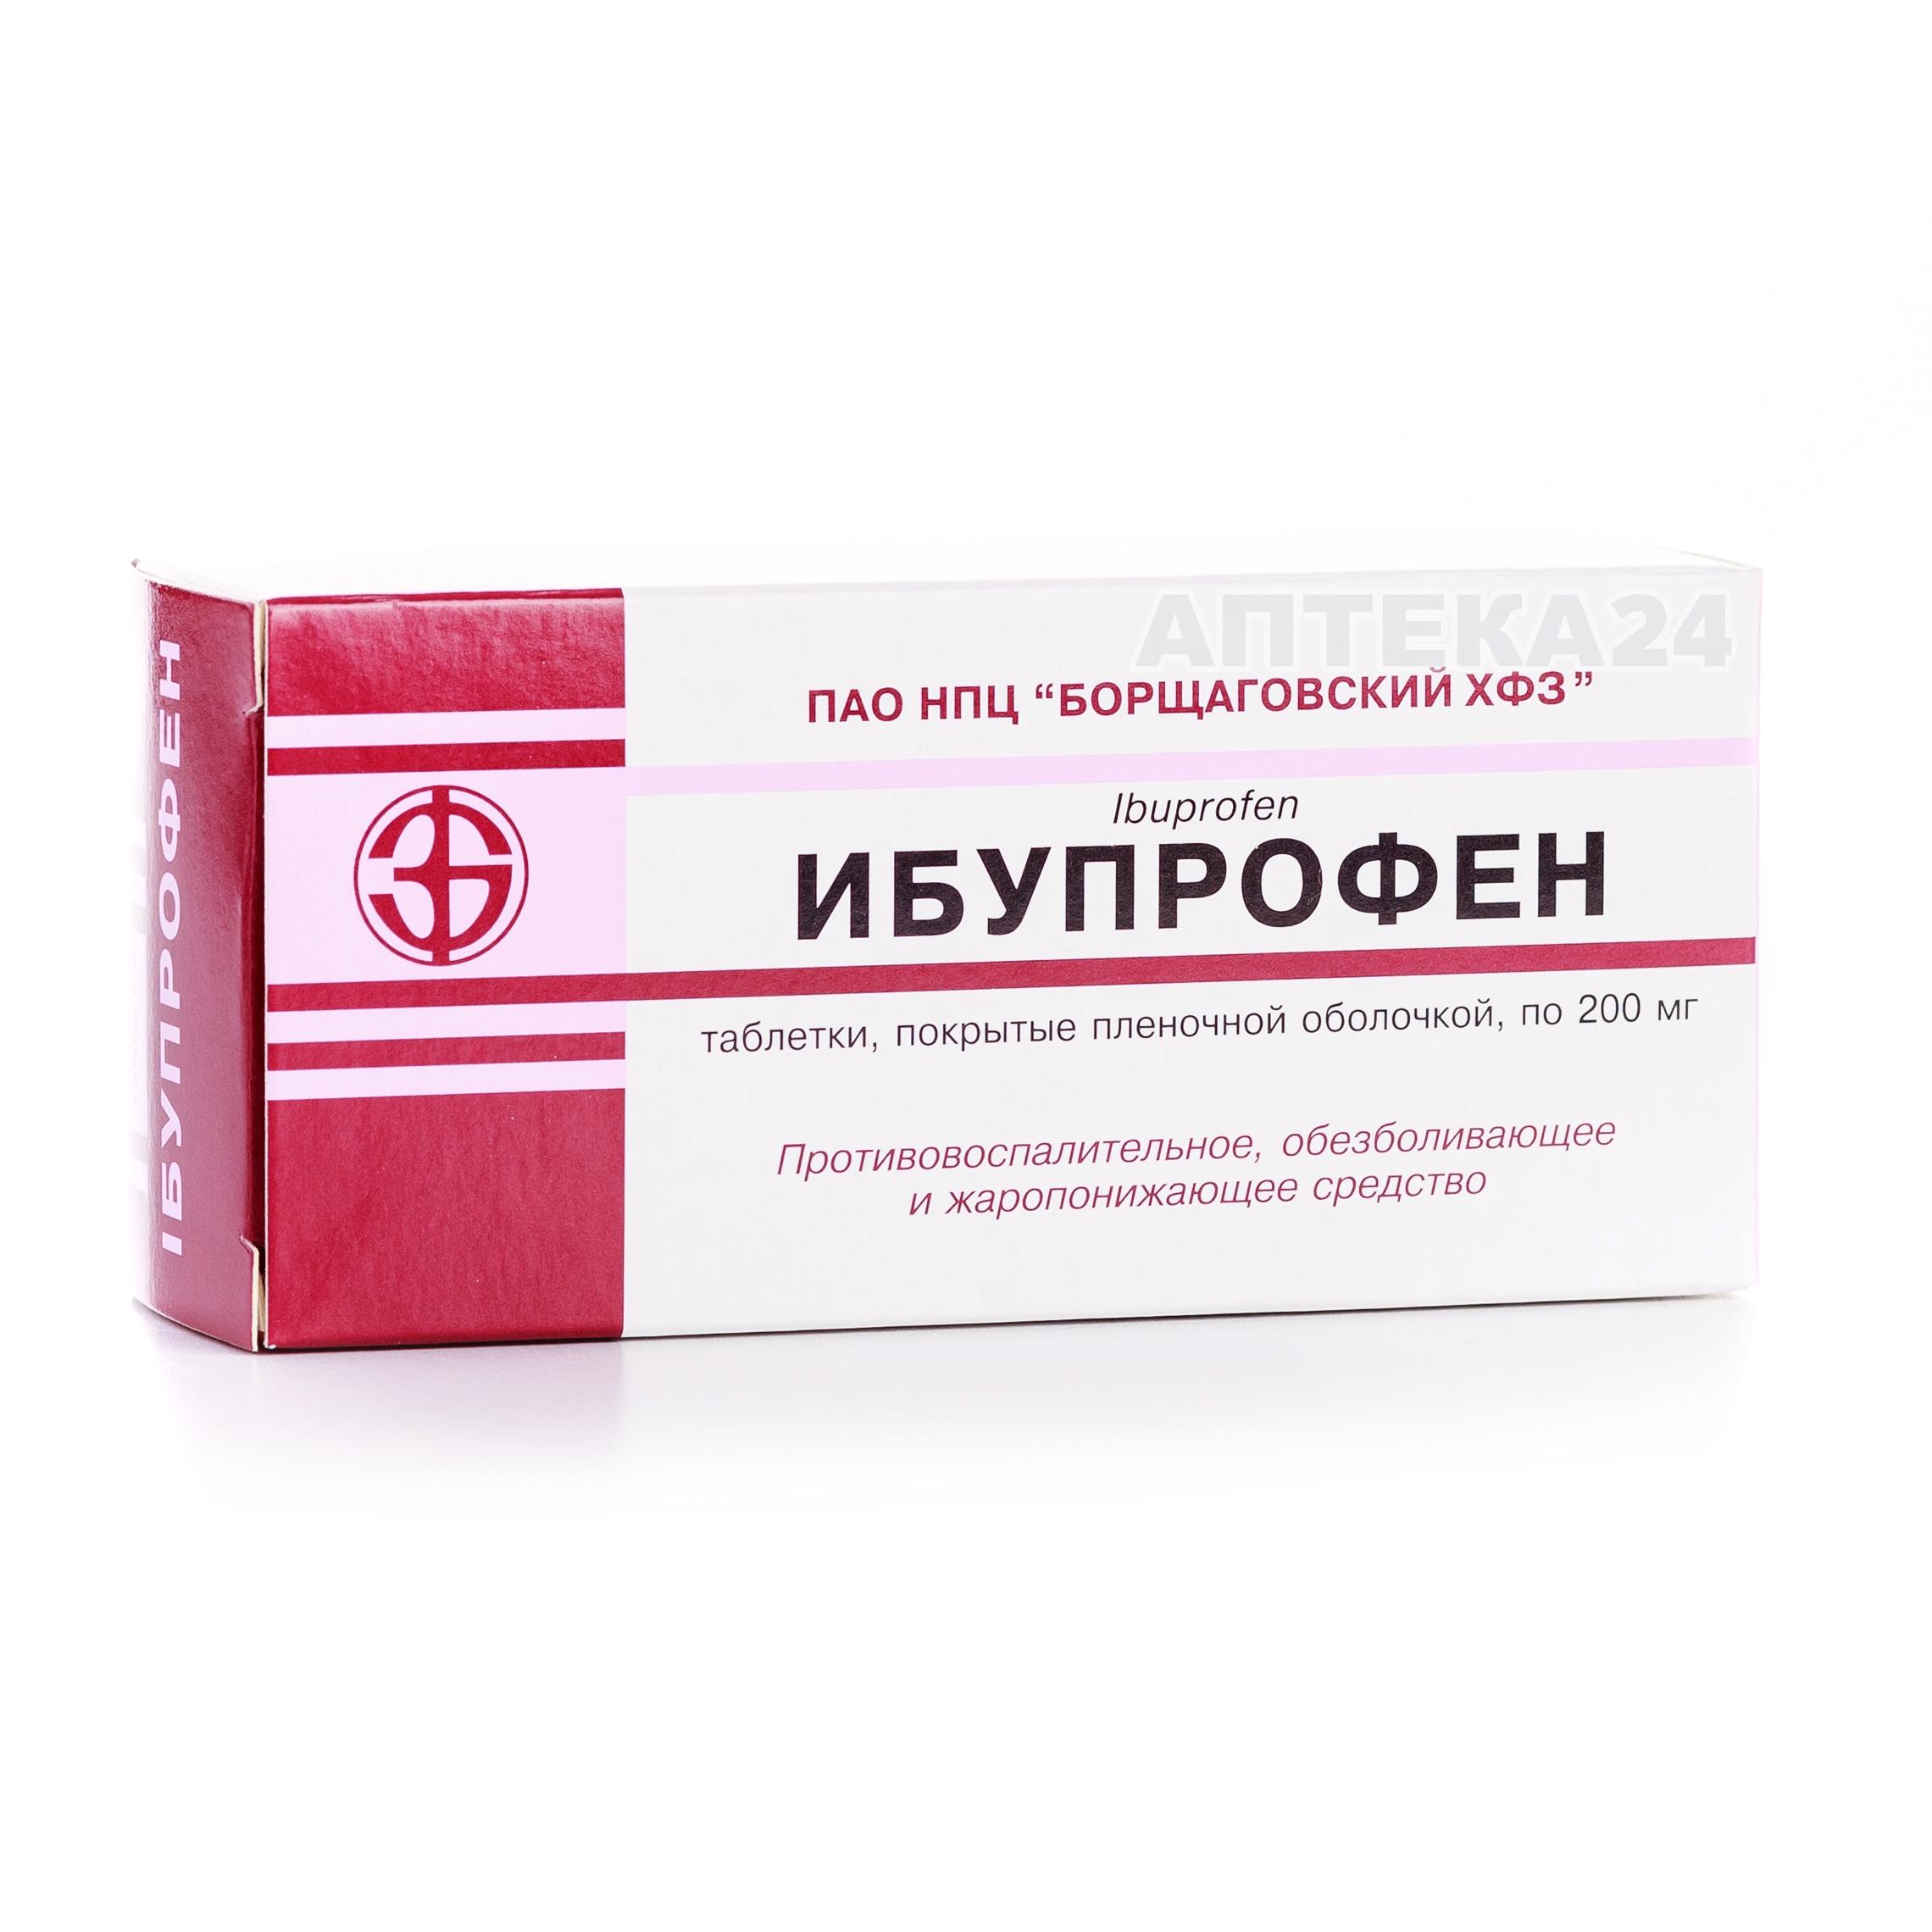 АПТЕКА24
ПАО НПЦ “БОРЩАГОВСКИЙ ХФЗ”
Ibuprofen
ИБУПРОФЕН
таблетки, покрытые пленочной оболочкой, по 200 мг
Противовоспалительное, обезболивающее
и жаропонижающее средство
ІБУПРОФЕН